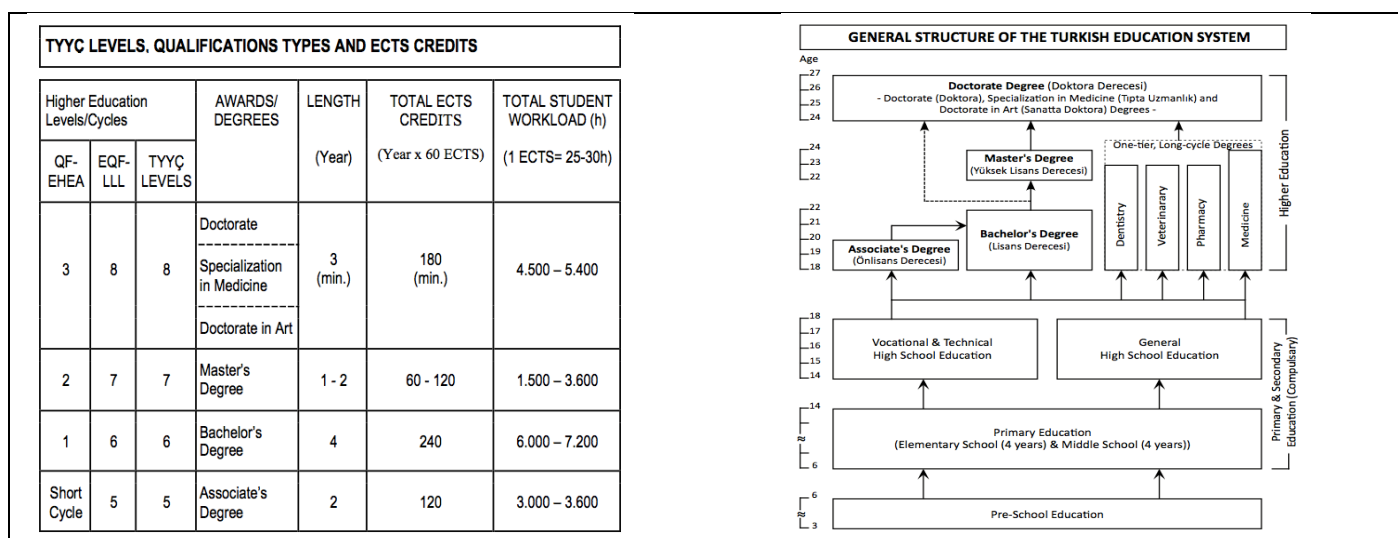 TYYÇ LEVELS, QUALIFICATIONS TYPES AND ECTS CREDITS
Higher Education
Levels/Cycles
AWARDS/
DEGREES
LENGTH
(Year)
TOTAL ECTS
CREDITS
(Year x 60 ECTS)
TOTAL STUDENT
WORKLOAD (h)
(1 ECTS= 25-30h)
QF-
EHEA
EQF-
LLL
TYYÇ
LEVELS
3
8
8
Doctorate
Specialization
in Medicine
Doctorate in Art
3
(min.)
180
(min.)
4.500 – 5.400
2
7
7
Master's
Degree
1 - 2
60 - 120
1.500 – 3.600
1
6
6
Bachelor's
Degree
4
240
6.000 – 7.200
Short
Cycle
5
5
Associate's
Degree
2
120
3.000 – 3.600
GENERAL STRUCTURE OF THE TURKISH EDUCATION SYSTEM
Age
27
26
25
24
Doctorate Degree (Doktora Derecesi)
- Doctorate (Doktora), Specialization in Medicine (Tıpta Uzmanlık) and
Doctorate in Art (Sanatta Doktora) Degrees -
24
23
22
Master's Degree
(Yüksek Lisans Derecesi)
One-tier, Long-cycle Degrees
22
21
20
19
18
Associate's Degree
(Önlisans Derecesi)
Bachelor's Degree
(Lisans Derecesi)
Dentistry
Veterinarary
Pharmacy
Medicine
Higher Education
18
17
16
15
14
Vocational & Technical
High School Education
General
High School Education
14
≈
6
Primary Education
(Elementary School (4 years) & Middle School (4 years))
Primary & Secondary
Education (Compulsary)
6
≈
3
Pre-School Education